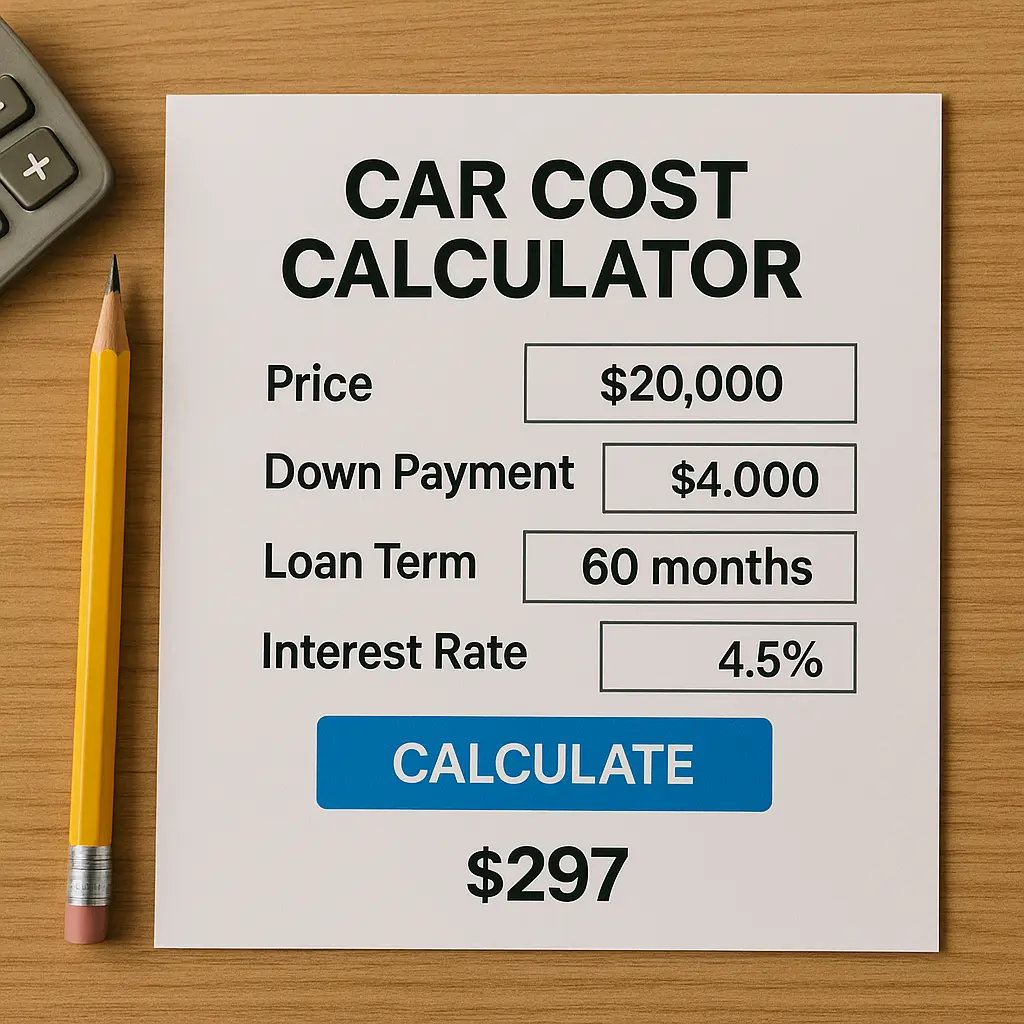 CAR COST
CALCULATOR
Price $20,000
Down Payment $4.000
Loan Term 60 months
Interest Rate 4.5%
CALCULATE
$297